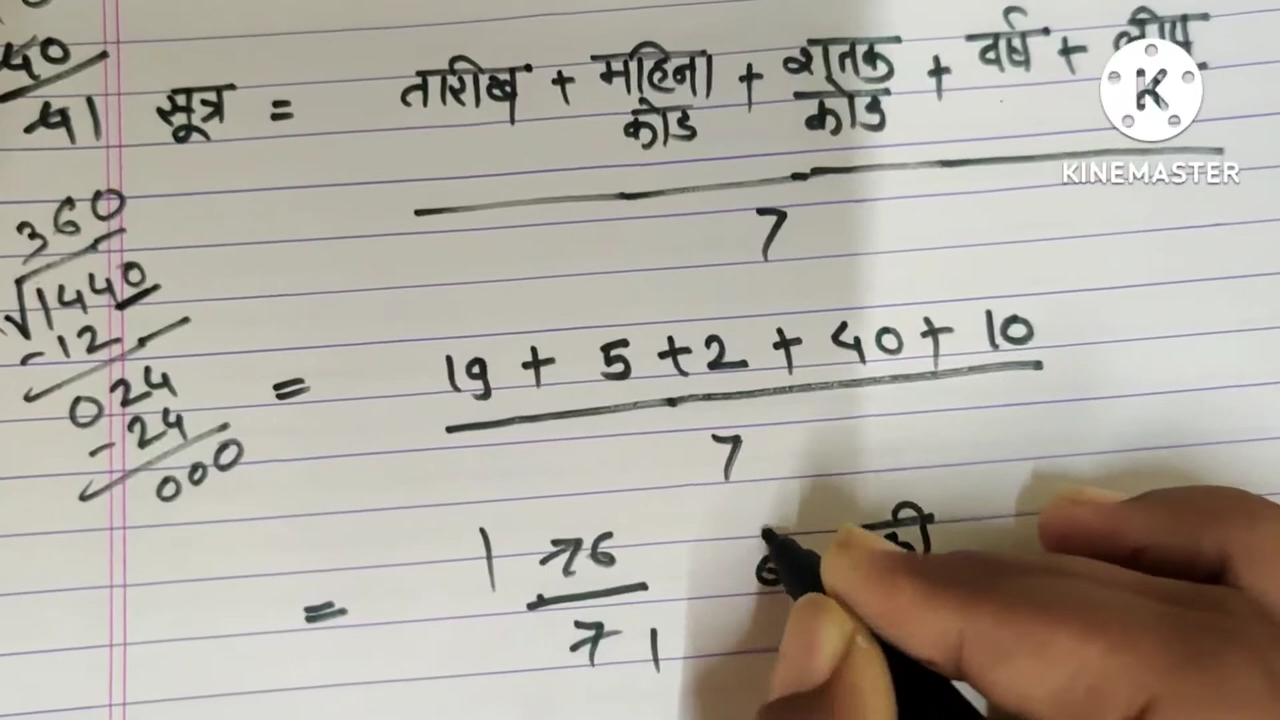 40
41
सूत्र = तारीख + महिना कोड + शतक कोड + वर्ष + लीप
7
360
√1440
-12
024
-24
000
= 19 + 5 + 2 + 40 + 10
7
= 1 76
7 1
की
K
KINEMASTER